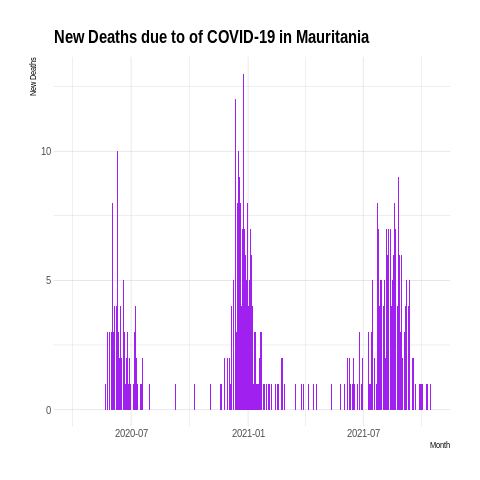 New Deaths due to of COVID-19 in Mauritania
New Deaths
10
5
0
2020-07
2021-01
2021-07
Month